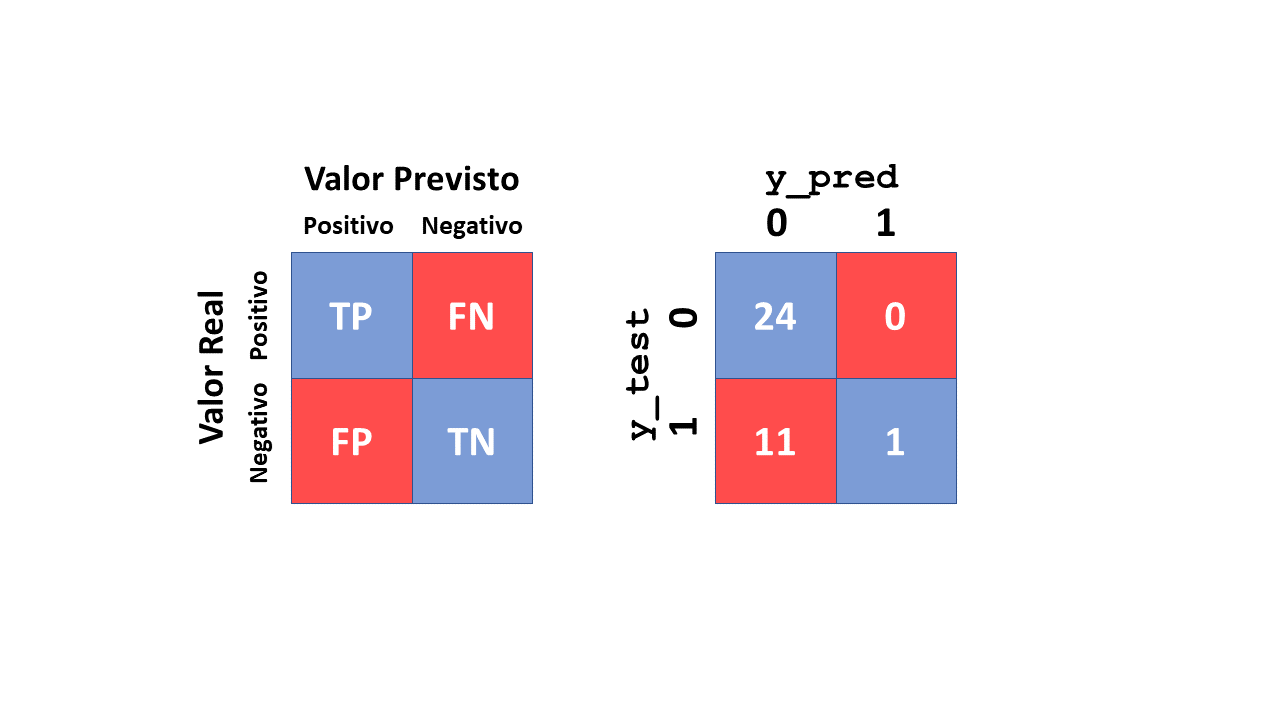 Valor Previsto
Positivo Negativo
Valor Real
Positivo
Negativo
TP FN
FP TN
y_pred
0 1
y_test
0
1
24 0
11 1